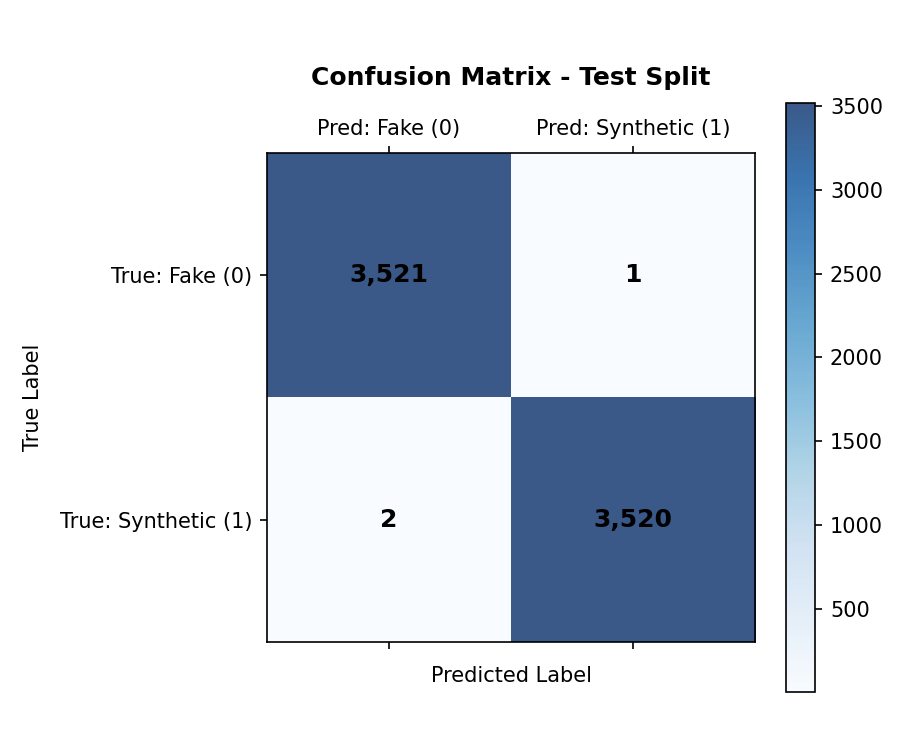 Confusion Matrix - Test Split
Pred: Fake (0) Pred: Synthetic (1)
3500
3000
2500
2000
1500
1000
500
True Label
True: Fake (0) 3,521 1
True: Synthetic (1) 2 3,520
Predicted Label